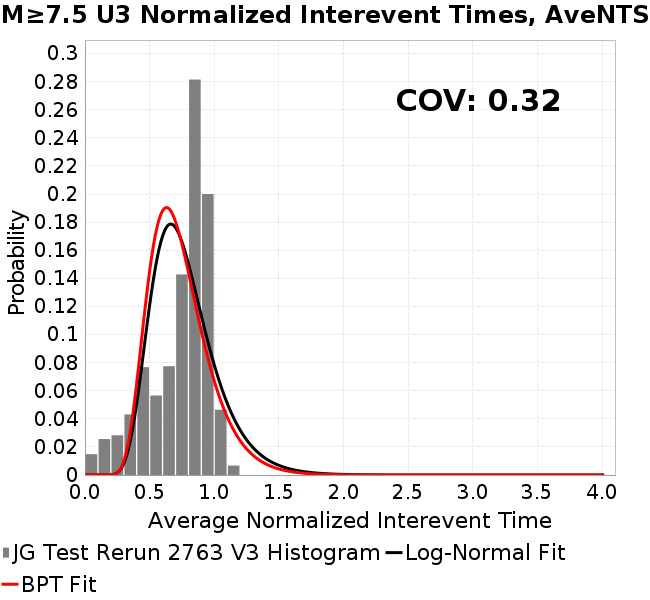 M≥7.5 U3 Normalized Interevent Times, AveNTS
COV: 0.32
0.3
0.28
0.26
0.24
0.22
0.2
0.18
0.16
0.14
0.12
0.1
0.08
0.06
0.04
0.02
0
Probability
0.0 0.5 1.0 1.5 2.0 2.5 3.0 3.5 4.0
Average Normalized Interevent Time
JG Test Rerun 2763 V3 Histogram Log-Normal Fit
BPT Fit